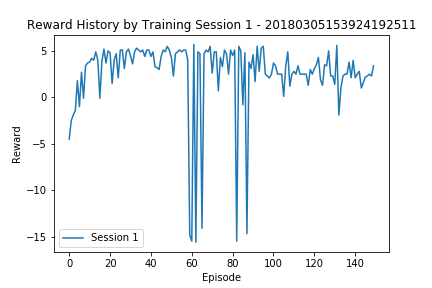 Reward History by Training Session 1 - 20180305153924192511
Reward
5
0
−5
−10
−15
Session 1
0 20 40 60 80 100 120 140
Episode